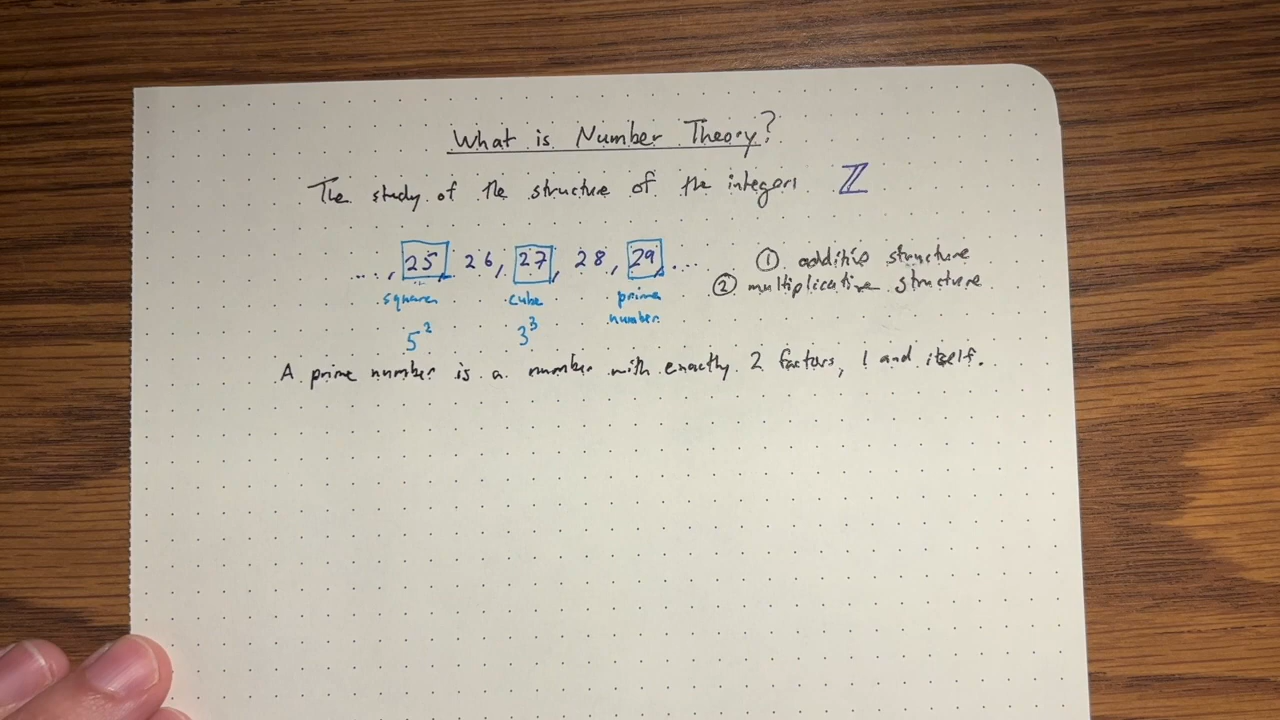 What is Number Theory?
The study of the structure of the integers ℤ
..., 25, 26, 27, 28, 29, ...
① additive structure
② multiplicative structure
square cube prime
number
5² 3³
A prime number is a number with exactly 2 factors, 1 and itself.